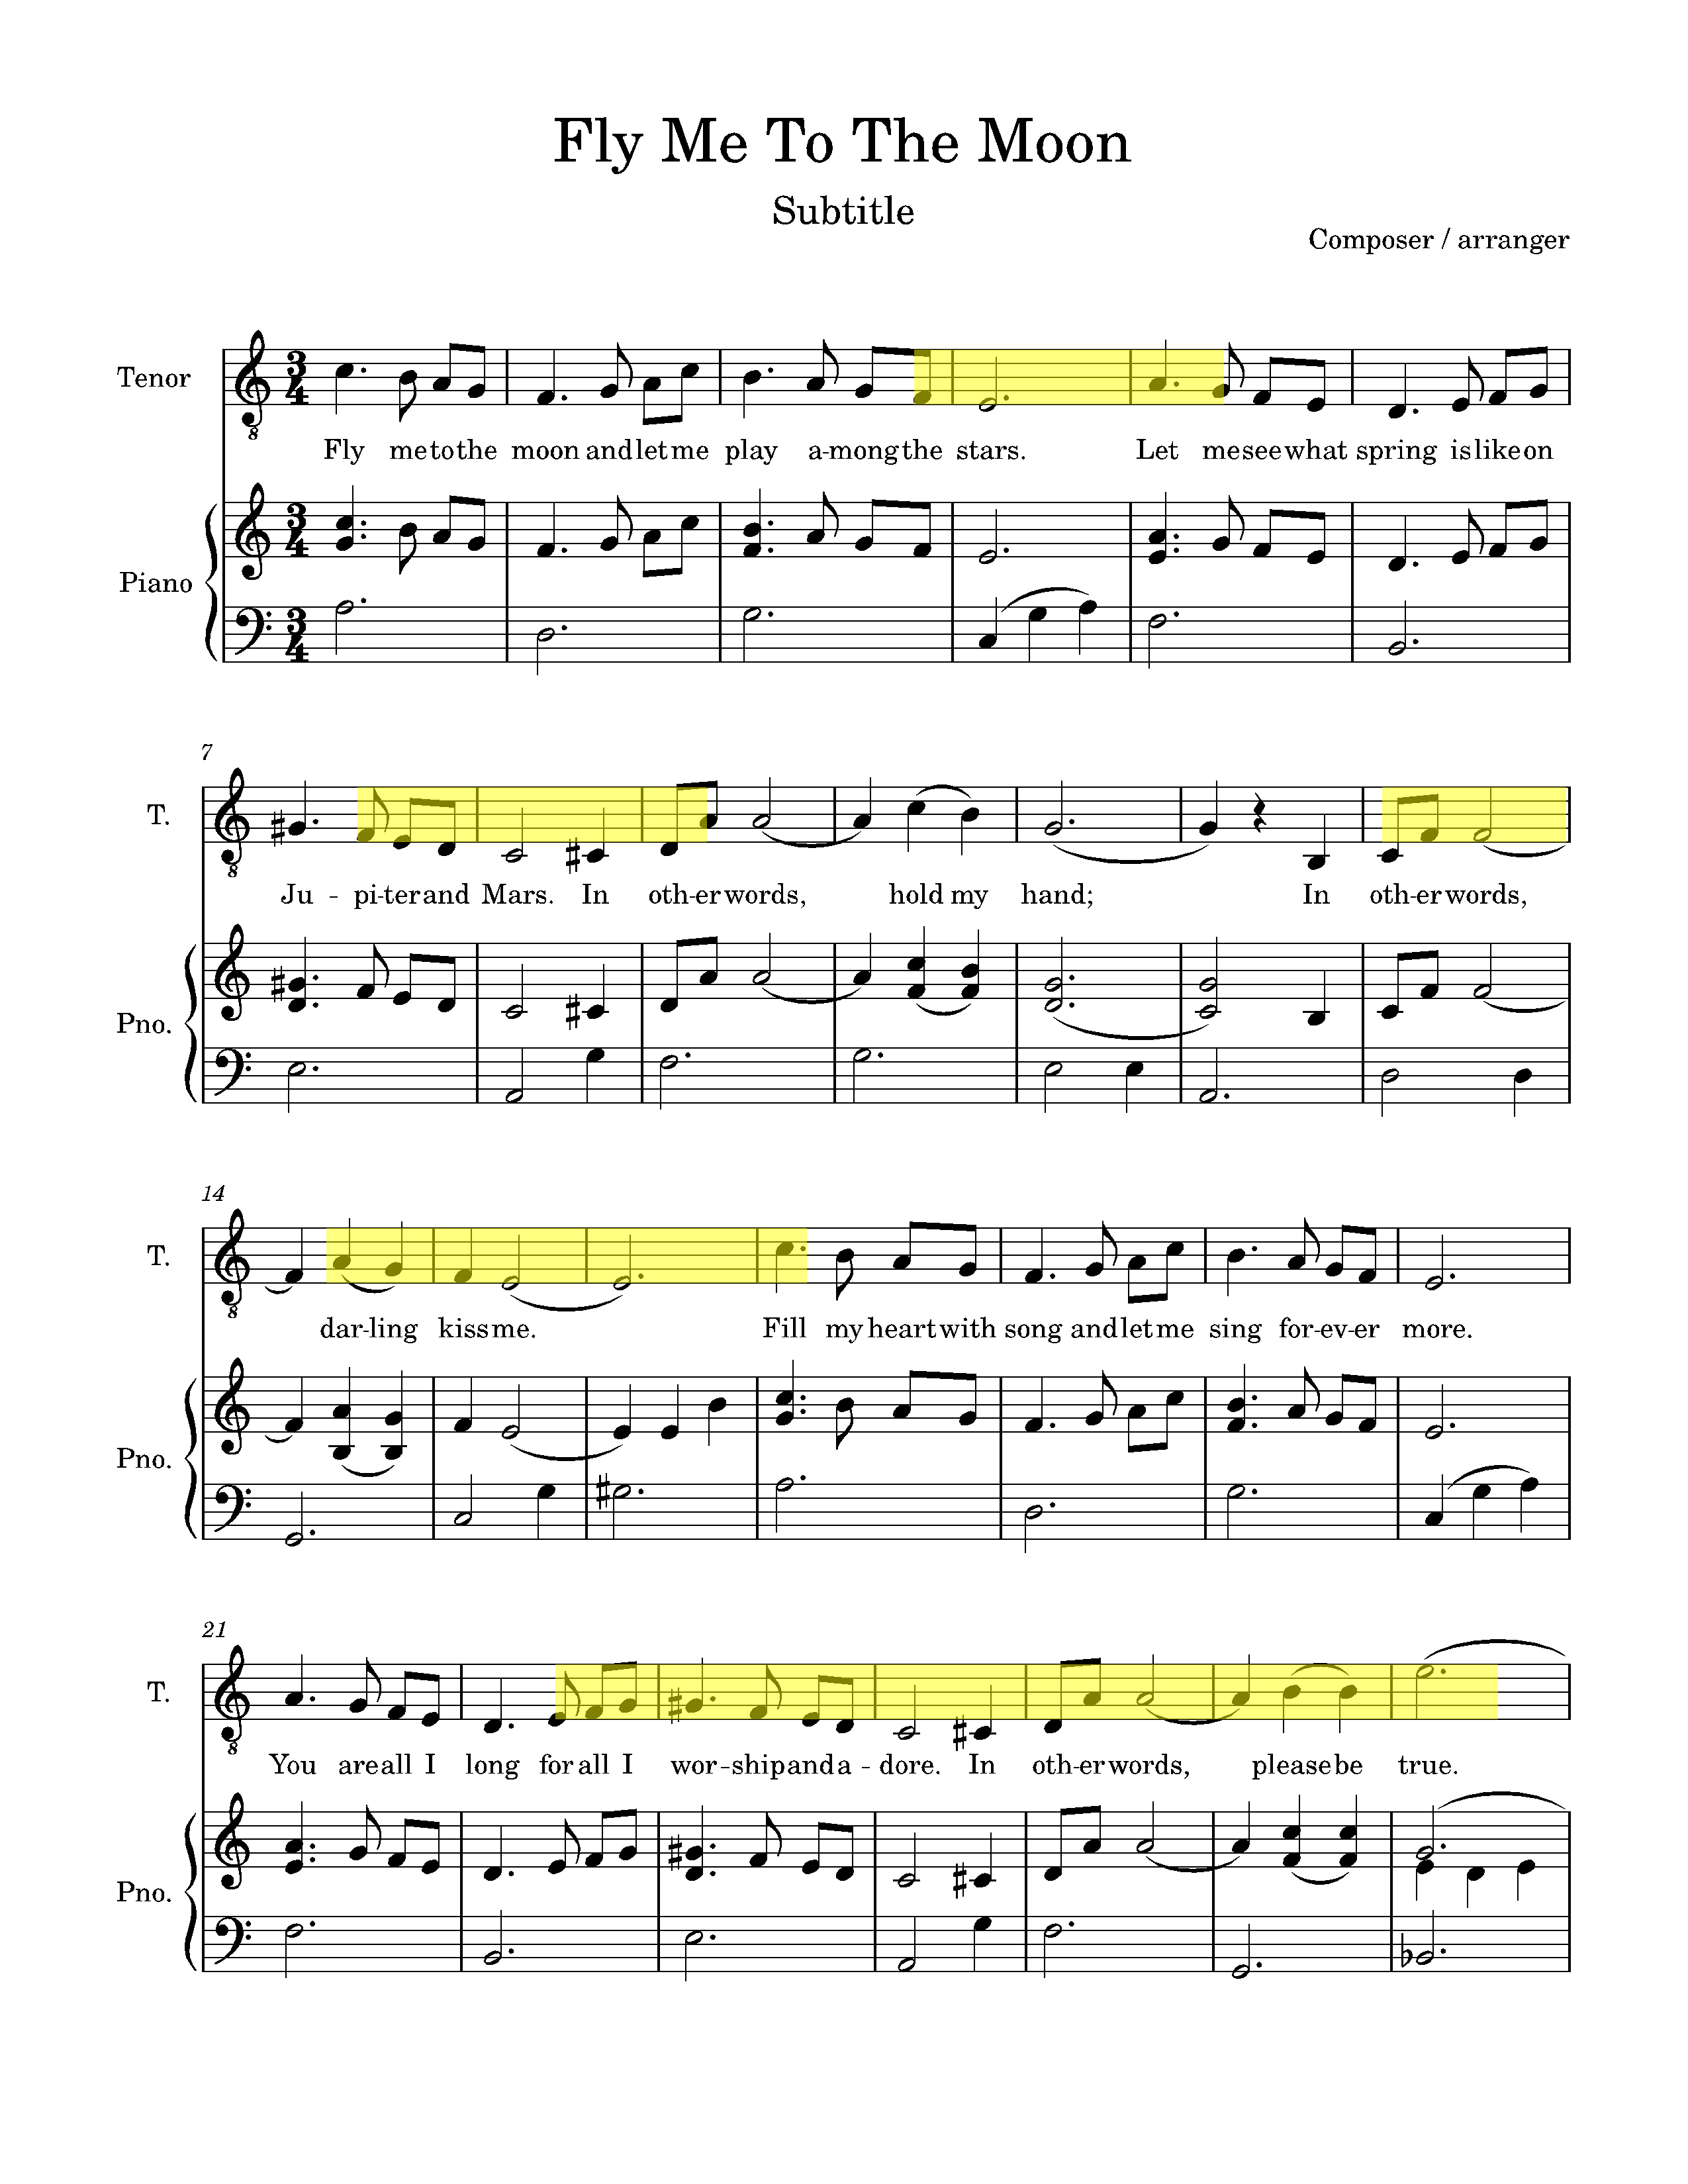 Fly Me To The Moon
Subtitle
Composer / arranger
Tenor
Fly me to the moon and let me play a-mong the stars. Let me see what spring is like on
Piano
7
T.
Ju - pi-ter and Mars. In oth-er words, hold my hand; In oth-er words,
Pno.
14
T.
dar-ling kiss me. Fill my heart with song and let me sing for-ev-er more.
Pno.
21
T.
You are all I long for all I wor-ship and a-dore. In oth-er words, please be true.
Pno.